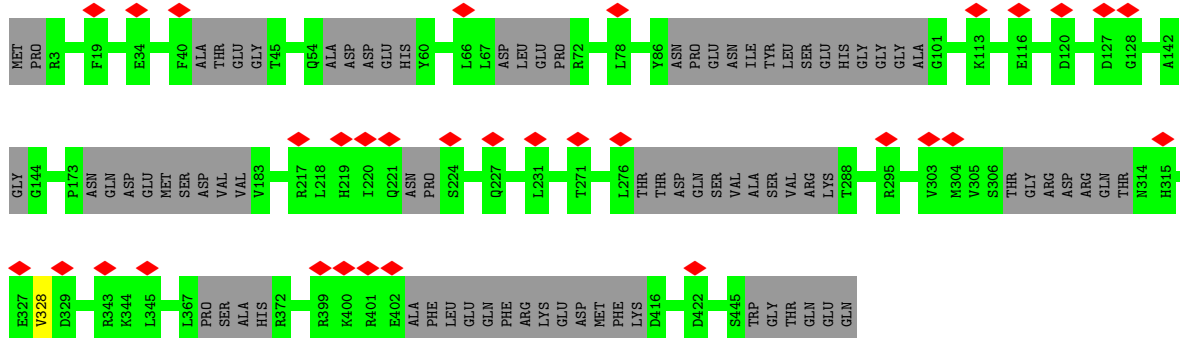 MET PRO R3 F19 E34 F40 ALA THR GLU GLY T45 Q54 ALA ASP ASP GLU HIS Y60 L66 L67 ASP LEU GLU PRO R72 L78 Y86 ASN PRO GLU ASN ILE TYR LEU SER GLU HIS GLY GLY GLY ALA G101 K113 E116 D120 D127 G128 A142
GLY G144 P173 ASN GLN ASP GLU MET SER ASP VAL VAL V183 R217 L218 H219 I220 Q221 ASN PRO S224 Q227 L231 T271 L276 THR THR ASP GLN SER VAL ALA SER VAL ARG LYS T288 R295 V303 M304 V305 S306 THR GLY ARG ASP ARG GLN THR N314 H315
E327 V328 D329 R343 K344 L345 L367 PRO SER ALA HIS R372 R399 K400 R401 E402 ALA PHE LEU GLU GLN PHE ARG LYS GLU ASP MET PHE LYS D416 D422 S445 TRP GLY THR GLN GLU GLN